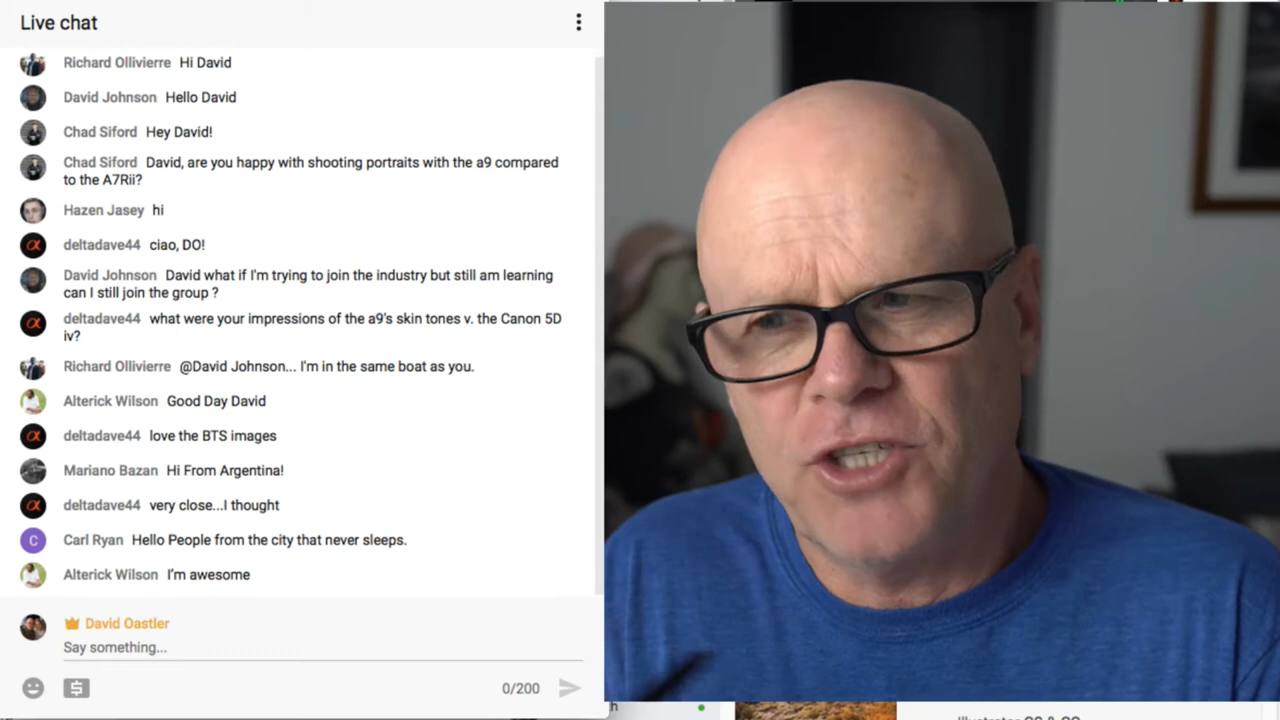 Live chat
Richard Ollivierre Hi David
David Johnson Hello David
Chad Siford Hey David!
Chad Siford David, are you happy with shooting portraits with the a9 compared
to the A7Rii?
Hazen Jasey hi
deltadave44 ciao, DO!
David Johnson David what if I'm trying to join the industry but still am learning
can I still join the group ?
deltadave44 what were your impressions of the a9's skin tones v. the Canon 5D
iv?
Richard Ollivierre @David Johnson... I'm in the same boat as you.
Alterick Wilson Good Day David
deltadave44 love the BTS images
Mariano Bazan Hi From Argentina!
deltadave44 very close...I thought
C Carl Ryan Hello People from the city that never sleeps.
Alterick Wilson I'm awesome
David Oastler
Say something...
0/200